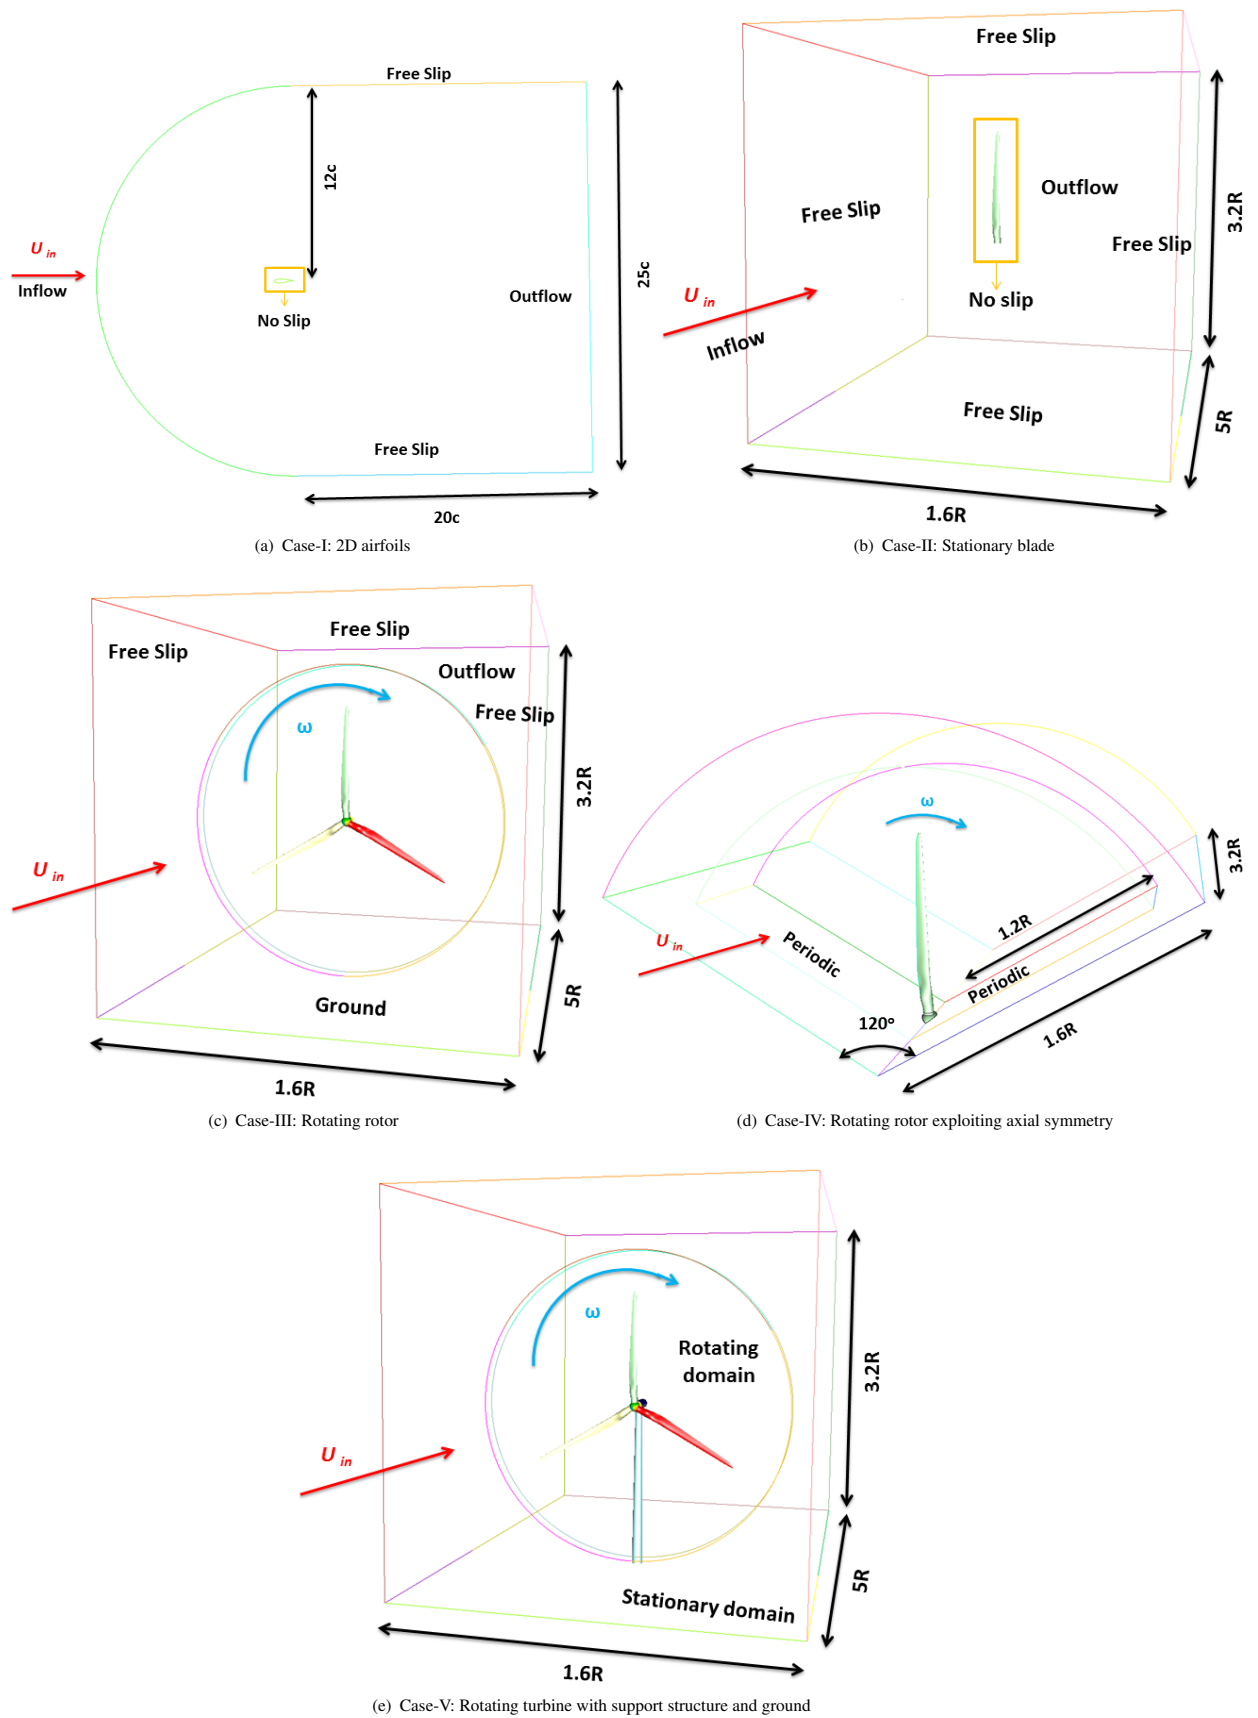 Free Slip
12c
U in
Inflow
No Slip
Outflow
25c
Free Slip
20c
(a) Case-I: 2D airfoils
Free Slip
Free Slip
Outflow
Free Slip
3.2R
U in
Inflow
No slip
Free Slip
5R
1.6R
(b) Case-II: Stationary blade
Free Slip
Free Slip
Outflow
Free Slip
ω
3.2R
U in
Ground
5R
1.6R
(c) Case-III: Rotating rotor
ω
3.2R
1.2R
U in
Periodic
Periodic
120°
1.6R
(d) Case-IV: Rotating rotor exploiting axial symmetry
ω
Rotating
domain
3.2R
U in
Stationary domain
5R
1.6R
(e) Case-V: Rotating turbine with support structure and ground